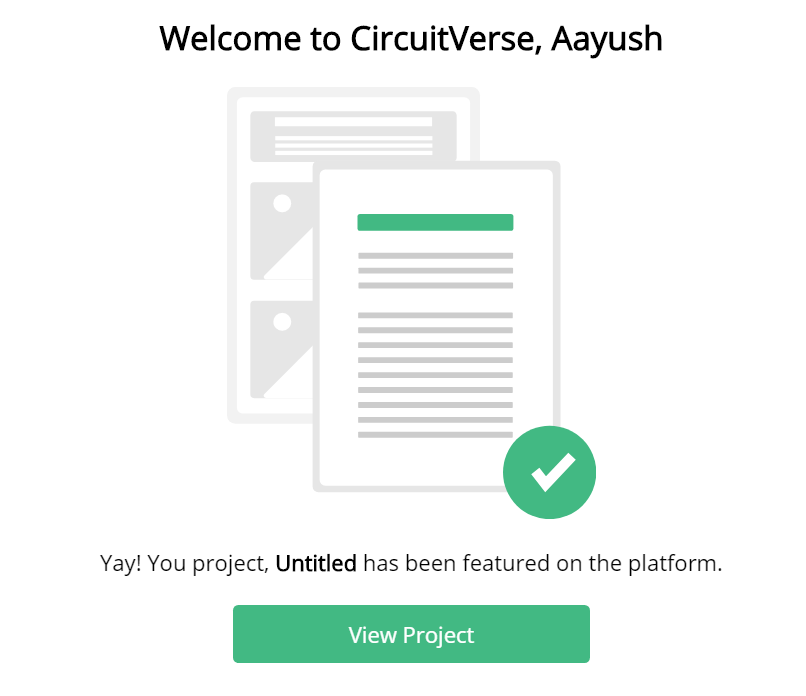 Welcome to CircuitVerse, Aayush
Yay! You project, Untitled has been featured on the platform.
View Project